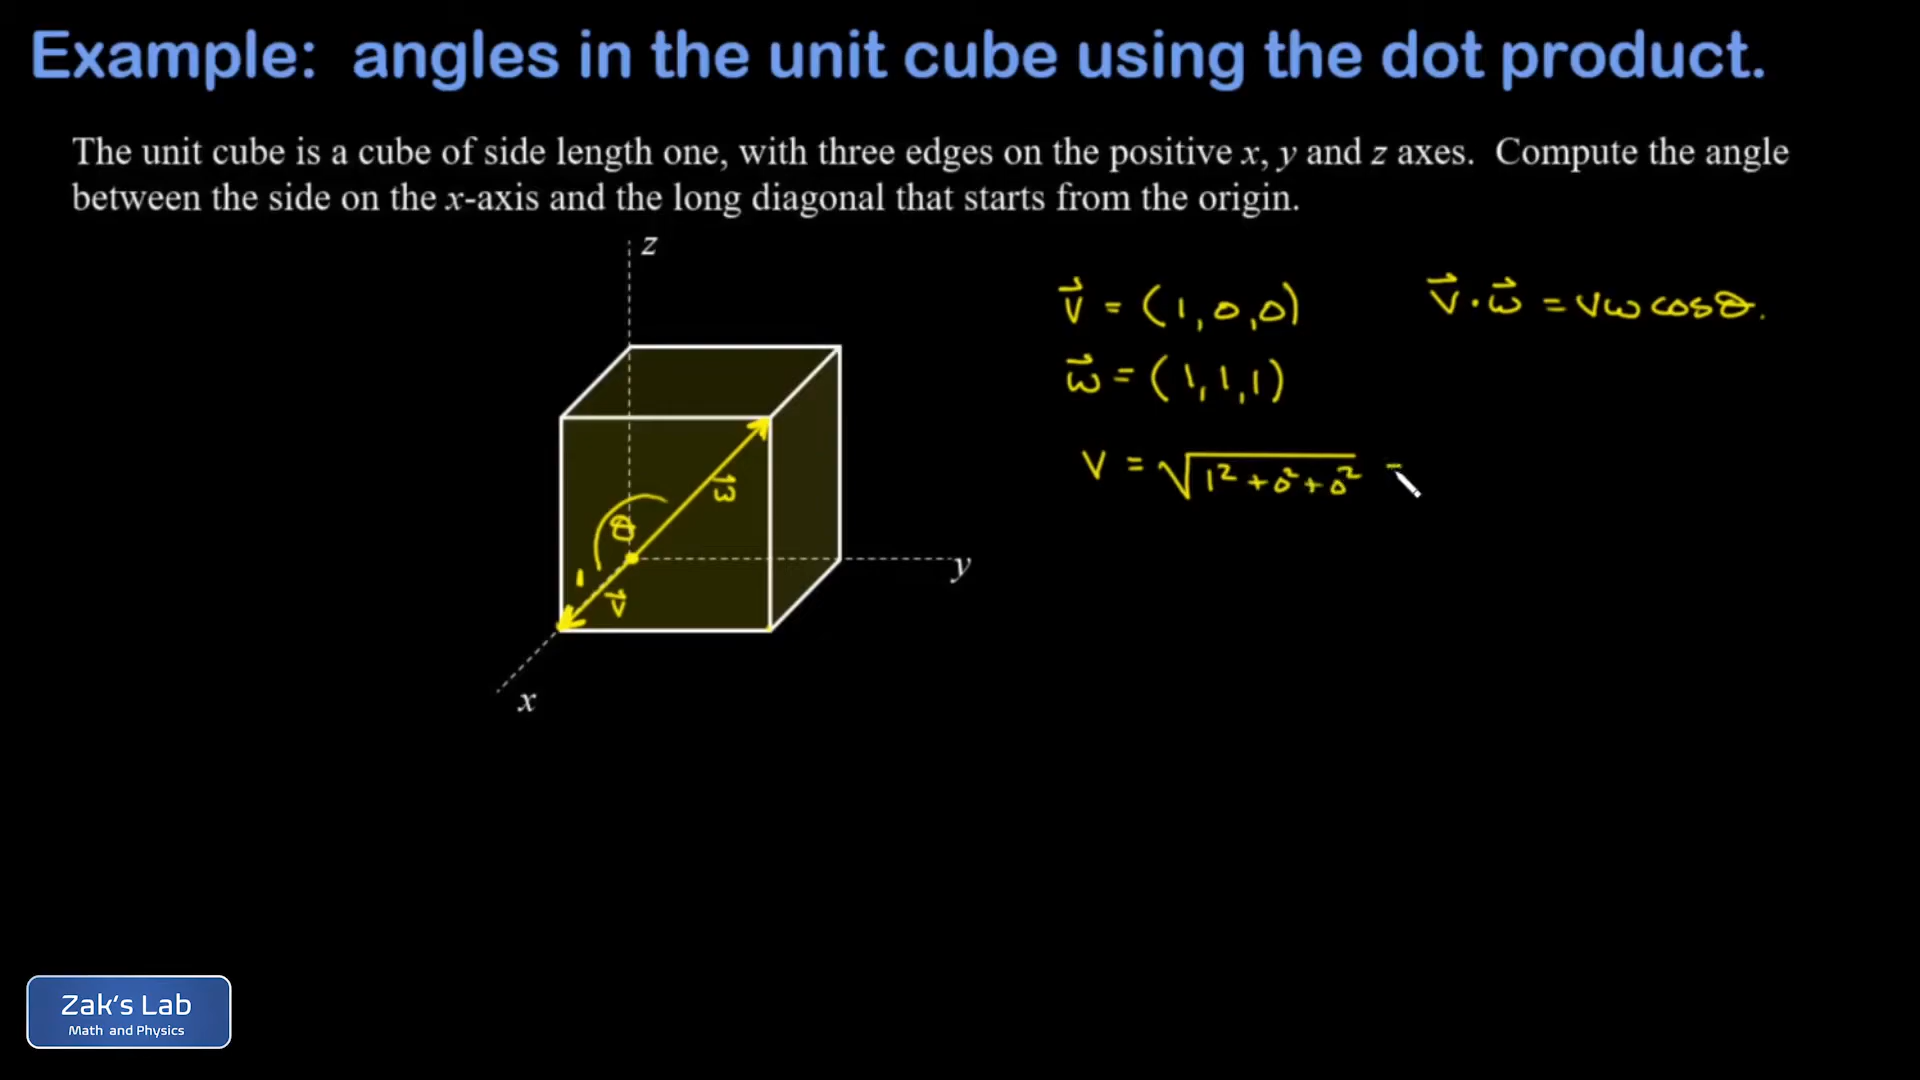 Example: angles in the unit cube using the dot product.
The unit cube is a cube of side length one, with three edges on the positive x, y and z axes. Compute the angle
between the side on the x-axis and the long diagonal that starts from the origin.
z
v⃗ = (1, 0, 0)
v⃗ · w⃗ = vw cosθ.
w⃗ = (1, 1, 1)
v = √(1² + 0² + 0²) =
w⃗
θ
1
v⃗
y
x
Zak's Lab
Math and Physics